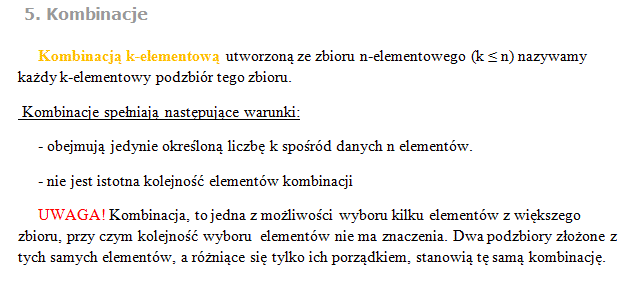 5. Kombinacje
Kombinacją k-elementową utworzoną ze zbioru n-elementowego (k ≤ n) nazywamy
każdy k-elementowy podzbiór tego zbioru.
Kombinacje spełniają następujące warunki:
- obejmują jedynie określoną liczbę k spośród danych n elementów.
- nie jest istotna kolejność elementów kombinacji
UWAGA! Kombinacja, to jedna z możliwości wyboru kilku elementów z większego
zbioru, przy czym kolejność wyboru elementów nie ma znaczenia. Dwa podzbiory złożone z
tych samych elementów, a różniące się tylko ich porządkiem, stanowią tę samą kombinację.